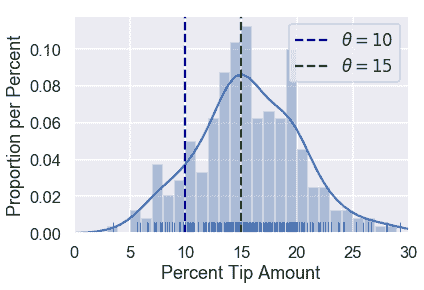 θ = 10
θ = 15
0.10
0.08
0.06
0.04
0.02
0.00
Proportion per Percent
0 5 10 15 20 25 30
Percent Tip Amount